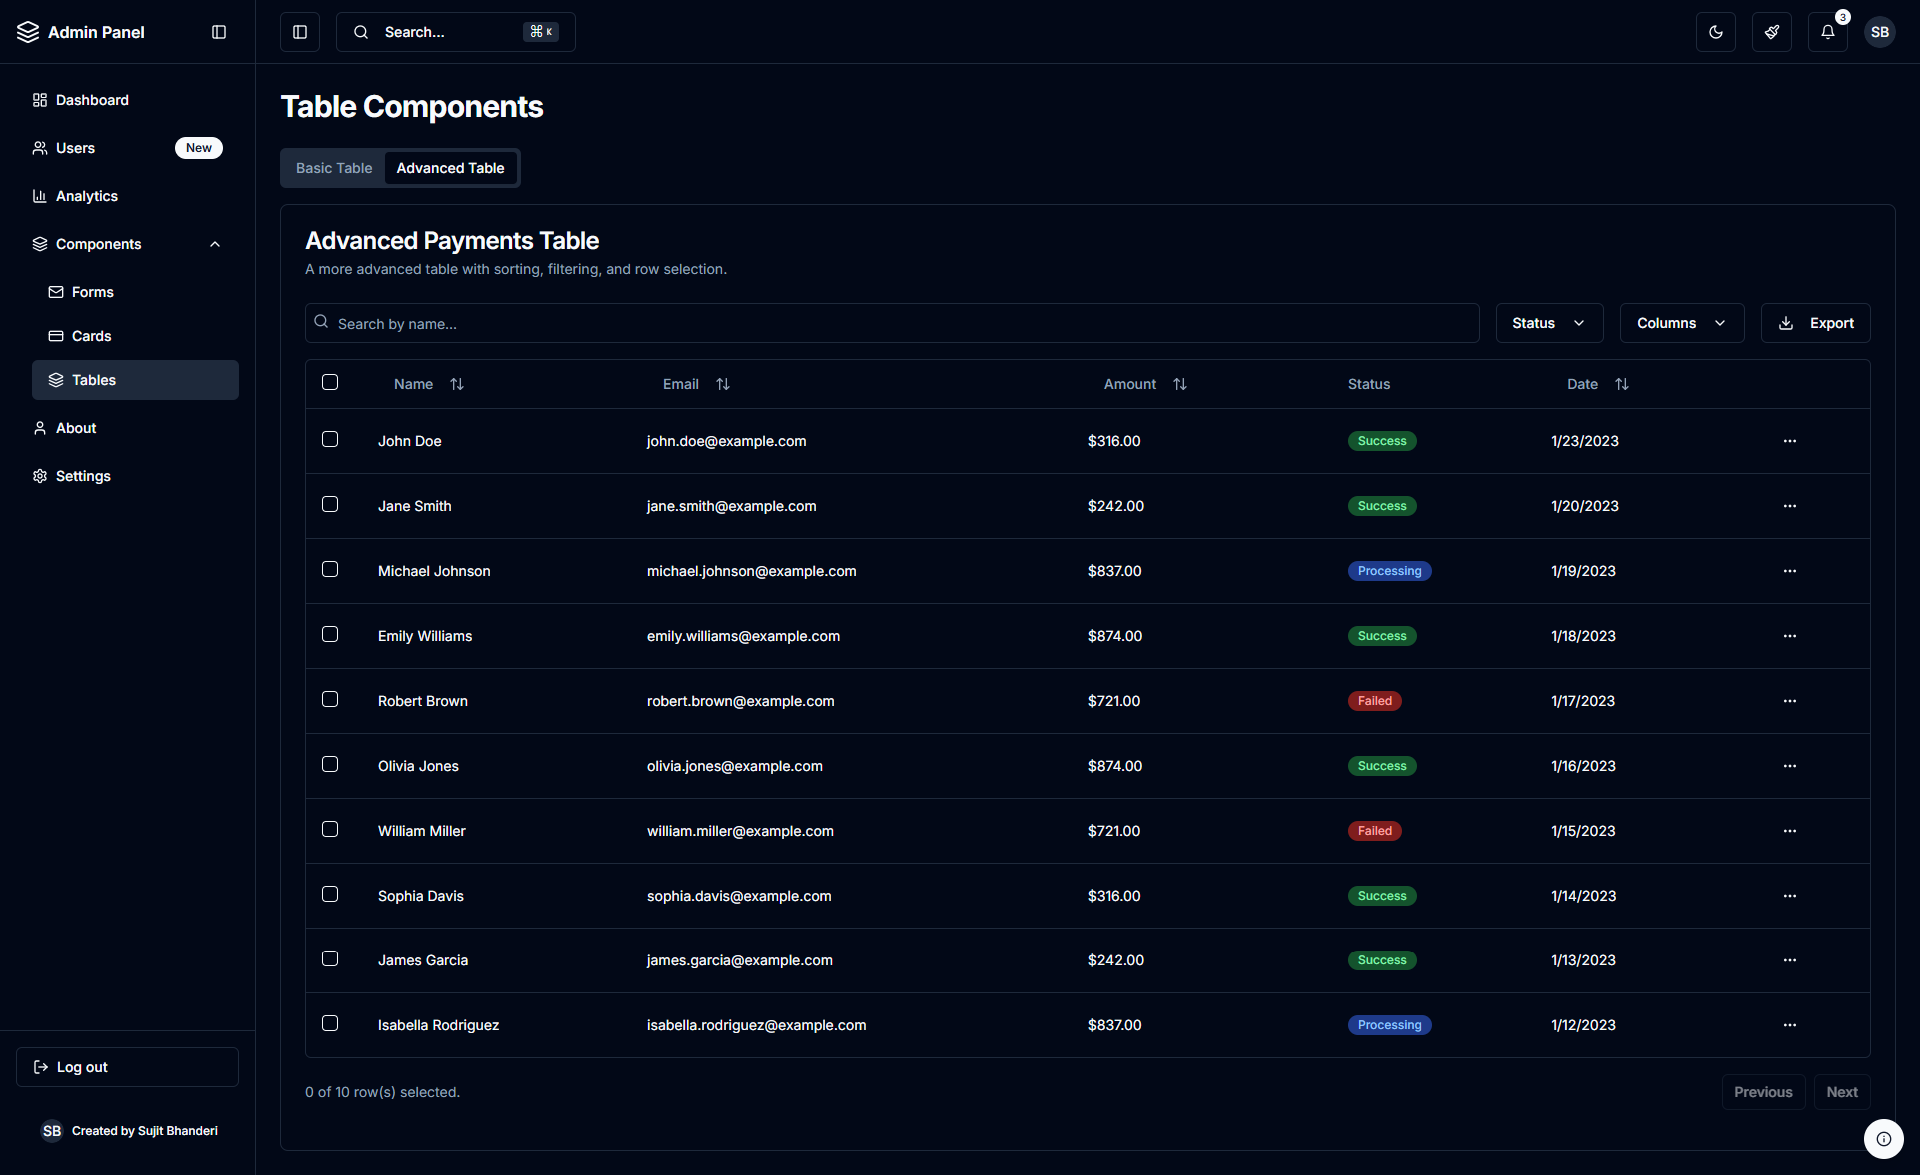 Admin Panel
Search...
⌘ K
3
SB
Dashboard
Users
New
Analytics
Components
Forms
Cards
Tables
About
Settings
Log out
SB Created by Sujit Bhanderi
Table Components
Basic Table
Advanced Table
Advanced Payments Table
A more advanced table with sorting, filtering, and row selection.
Search by name...
Status
Columns
Export
Name Email Amount Status Date
John Doe john.doe@example.com $316.00 Success 1/23/2023
Jane Smith jane.smith@example.com $242.00 Success 1/20/2023
Michael Johnson michael.johnson@example.com $837.00 Processing 1/19/2023
Emily Williams emily.williams@example.com $874.00 Success 1/18/2023
Robert Brown robert.brown@example.com $721.00 Failed 1/17/2023
Olivia Jones olivia.jones@example.com $874.00 Success 1/16/2023
William Miller william.miller@example.com $721.00 Failed 1/15/2023
Sophia Davis sophia.davis@example.com $316.00 Success 1/14/2023
James Garcia james.garcia@example.com $242.00 Success 1/13/2023
Isabella Rodriguez isabella.rodriguez@example.com $837.00 Processing 1/12/2023
0 of 10 row(s) selected.
Previous
Next